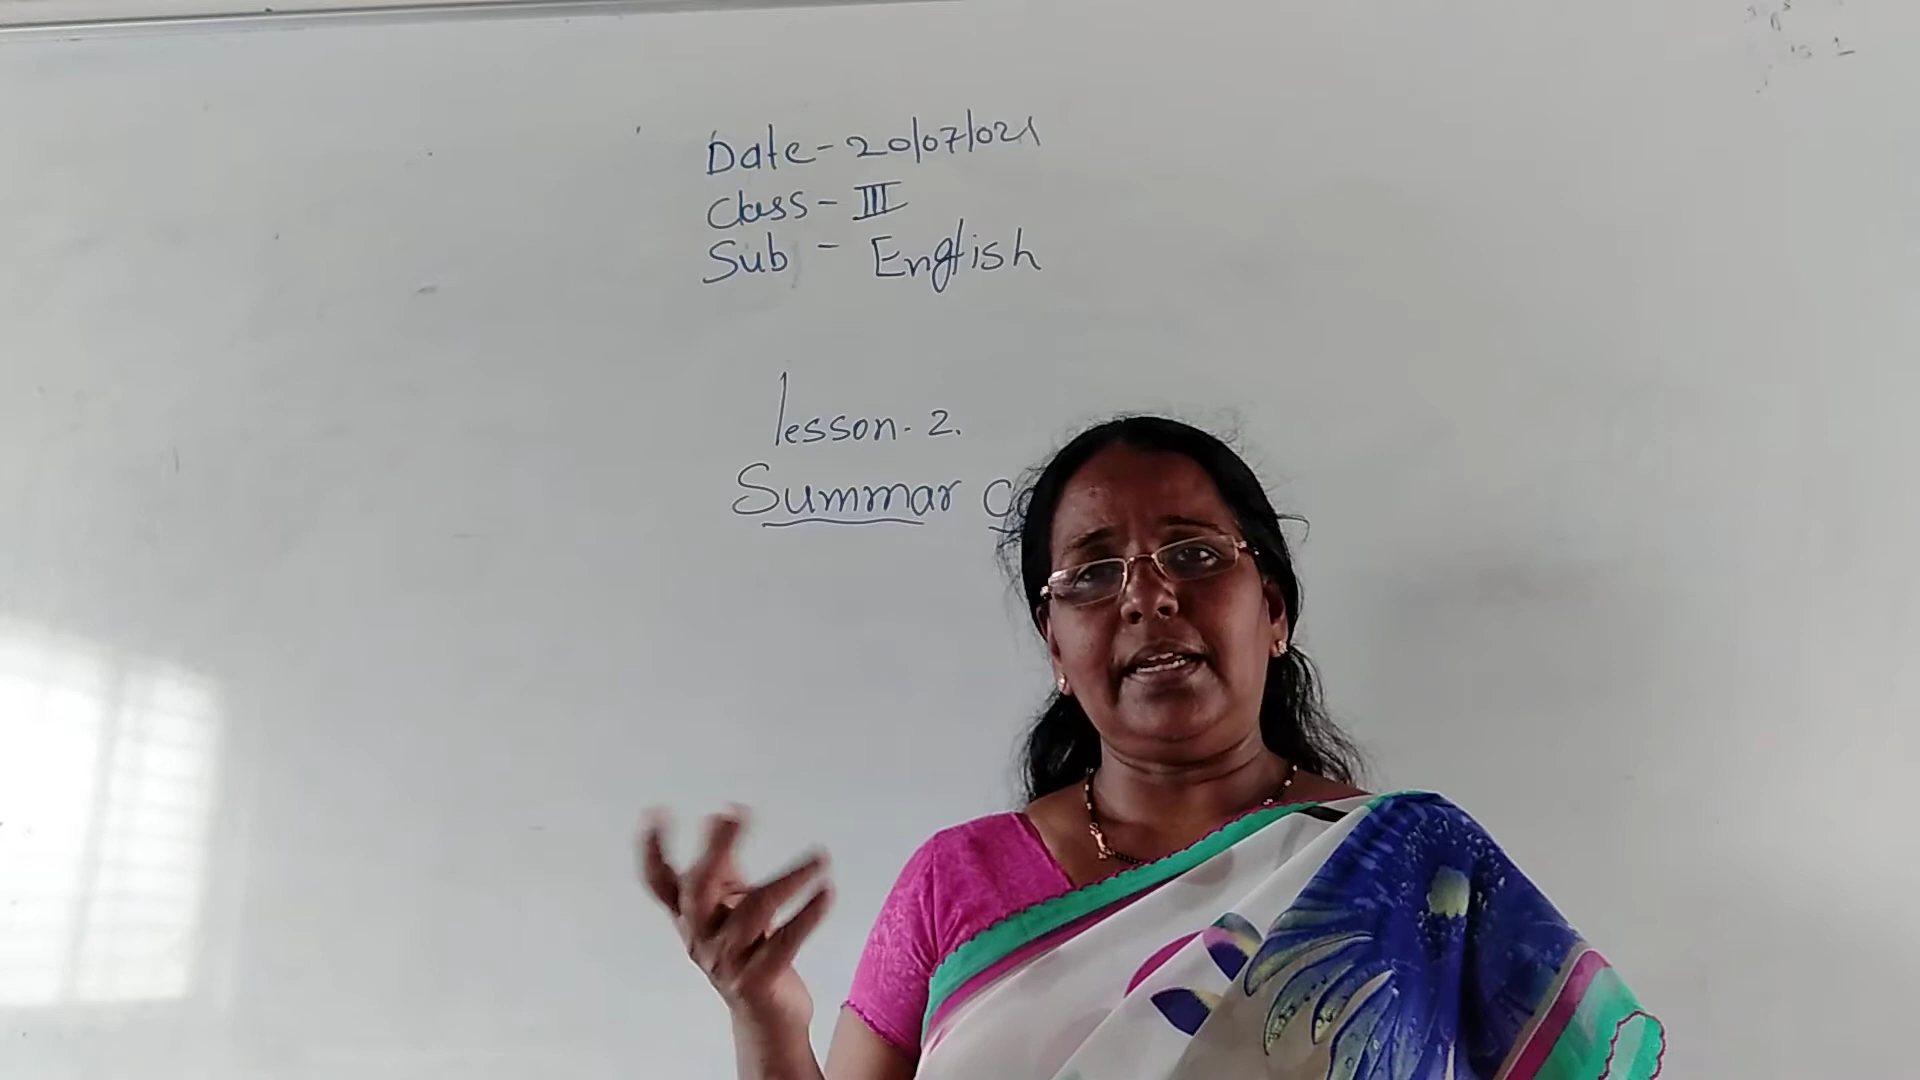 Date - 20/07/021
Class - III
Sub - English
lesson. 2.
Summar